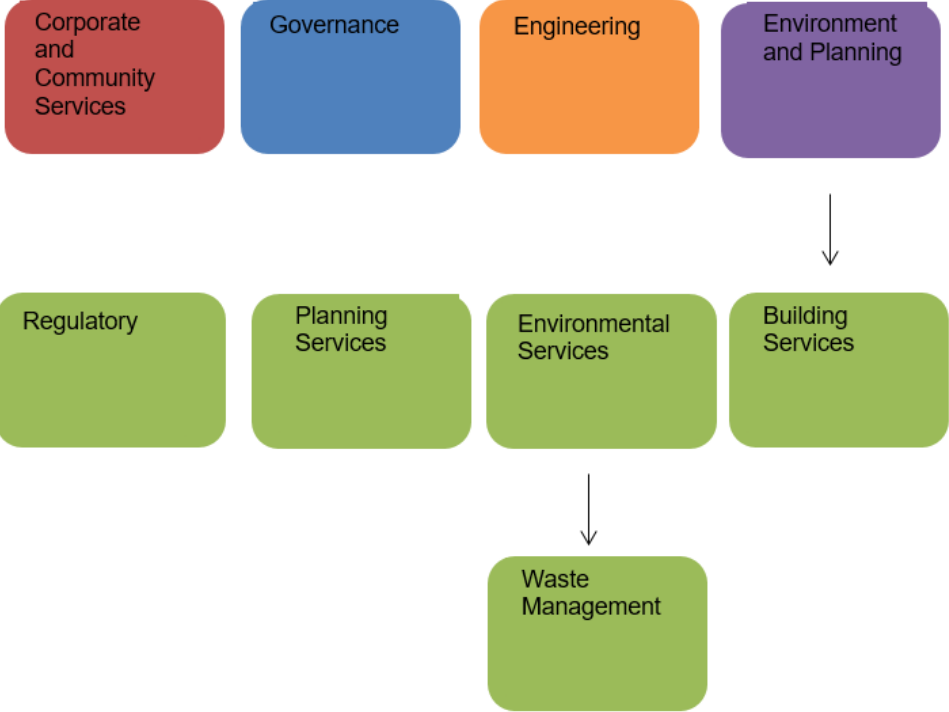 Corporate
and
Community
Services
Governance
Engineering
Environment
and Planning
Regulatory
Planning
Services
Environmental
Services
Building
Services
Waste
Management